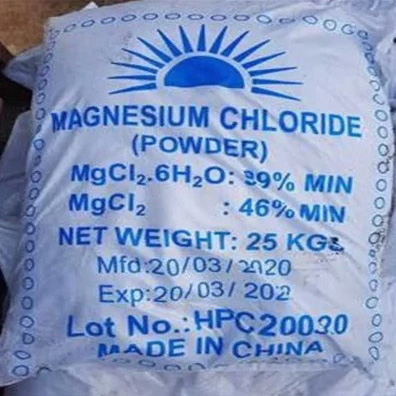 MAGNESIUM CHLORIDE
(POWDER)
MgCl₂.6H₂O: 99% MIN
MgCl₂ : 46% MIN
NET WEIGHT: 25 KGS
Mfd:20/03/2020
Exp:20/03/202
Lot No.:HPC20030
MADE IN CHINA